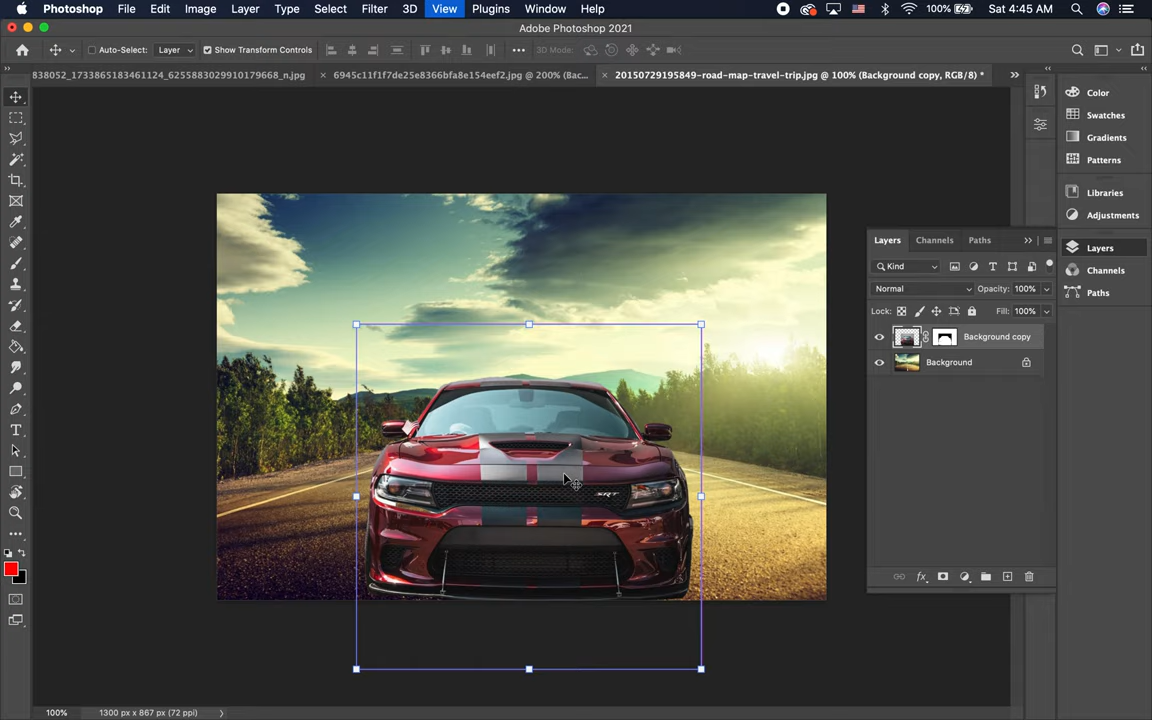 Photoshop File Edit Image Layer Type Select Filter 3D View Plugins Window Help 100% Sat 4:45 AM
Adobe Photoshop 2021
Auto-Select: Layer Show Transform Controls 3D Mode:
838052_1733865183461124_6255883029910179668_n.jpg × 6945c11f1f7de25e8366bfa8e154eef2.jpg @ 200% (Bac... × 20150729195849-road-map-travel-trip.jpg @ 100% (Background copy, RGB/8) *
Color
Swatches
Gradients
Patterns
Libraries
Adjustments
Layers
Channels
Paths
Layers Channels Paths
Kind
Normal Opacity: 100%
Lock: Fill: 100%
Background copy
Background
SRT
100% 1300 px x 867 px (72 ppi)